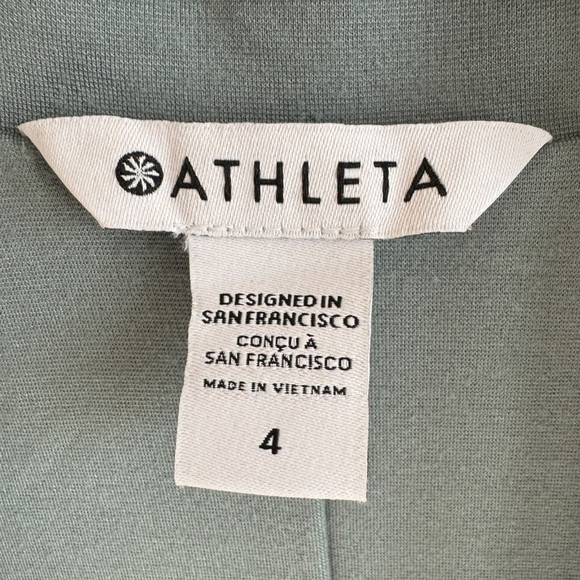 ATHLETA
DESIGNED IN
SAN FRANCISCO
CONÇU À
SAN FRANCISCO
MADE IN VIETNAM
4